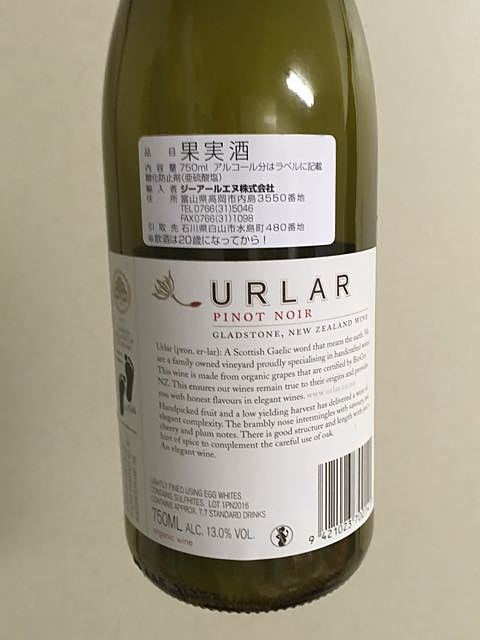 品 目 果実酒
内 容 量 750ml アルコール分はラベルに記載
酸化防止剤(亜硫酸塩)
輸 入 者 ジーアールエヌ株式会社
住 所 富山県高岡市内島3550番地
TEL0766(31)5046
FAX0766(31)1098
引 取 先 石川県白山市水島町480番地
※飲酒は20歳になってから!
URLAR
PINOT NOIR
GLADSTONE, NEW ZEALAND WINE
Urlar (pron. er-lar): A Scottish Gaelic word that means the earth. We
are a family owned vineyard proudly specialising in handcrafted wines
This wine is made from organic grapes that are certified by BioGro
NZ. This ensures our wines remain true to their origins and provides
you with honest flavours in elegant wines. www.urlar.co.nz
Handpicked fruit and a low yielding harvest has delivered a wine of
elegant complexity. The brambly nose intermingles with savoury,
cherry and plum notes. There is good structure and length with just a
hint of spice to complement the careful use of oak.
An elegant wine.
LIGHTLY FINED USING EGG WHITES
CONTAINS SULPHITES. LOT 1PN2016
CONTAINS APPROX. 7.7 STANDARD DRINKS
750ML ALC. 13.0% VOL.
organic wine